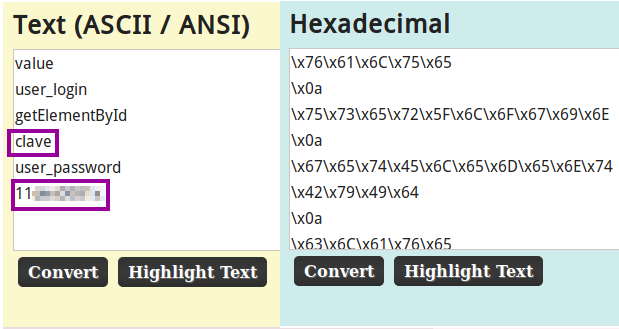 Text (ASCII / ANSI)
value
user_login
getElementById
clave
user_password
11
Convert
Highlight Text
Hexadecimal
\x76\x61\x6C\x75\x65
\x0a
\x75\x73\x65\x72\x5F\x6C\x6F\x67\x69\x6E
\x0a
\x67\x65\x74\x45\x6C\x65\x6D\x65\x6E\x74
\x42\x79\x49\x64
\x0a
\x63\x6C\x61\x76\x65
Convert
Highlight Text